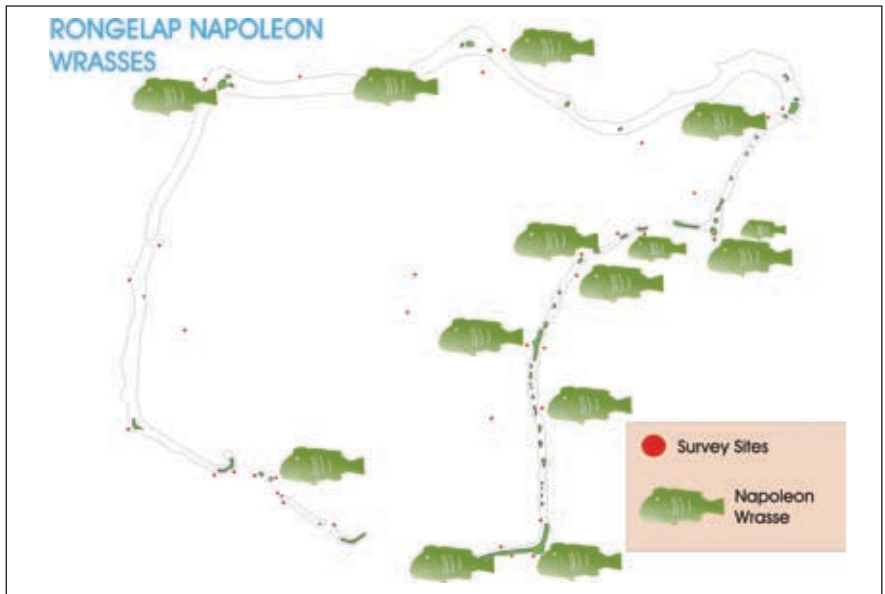 RONGELAP NAPOLEON
WRASSES
Survey Sites
Napoleon
Wrasse